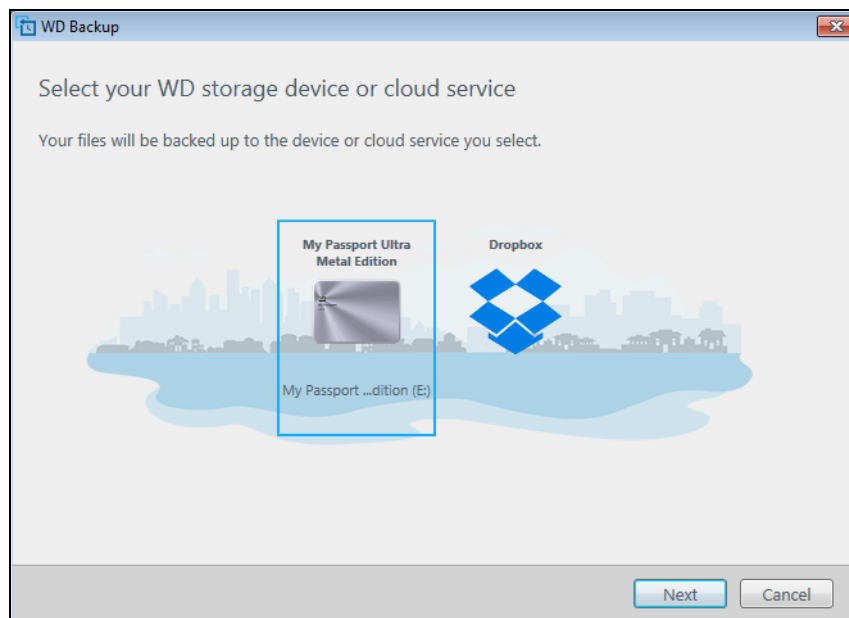 WD Backup
Select your WD storage device or cloud service
Your files will be backed up to the device or cloud service you select.
My Passport Ultra
Metal Edition
Dropbox
My Passport ...dition (E:)
Next
Cancel